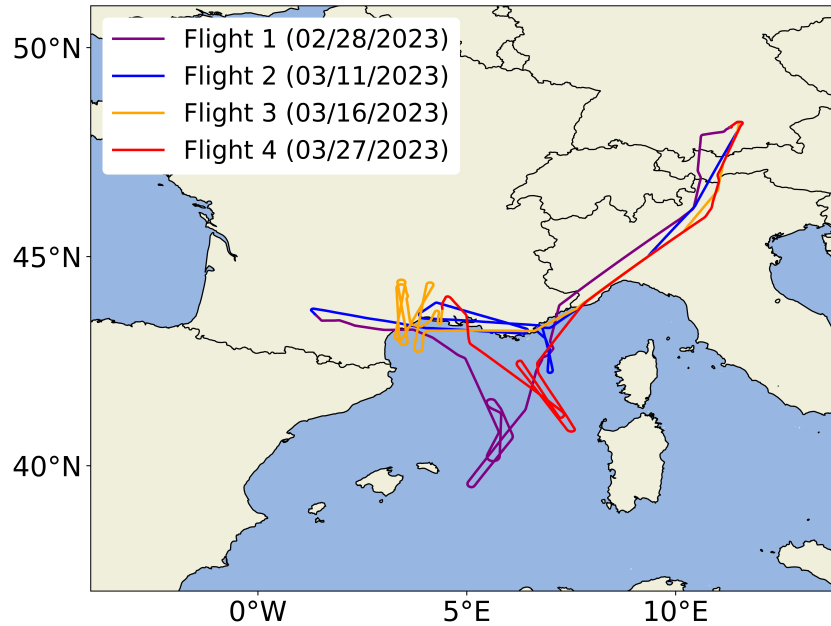 50°N
Flight 1 (02/28/2023)
Flight 2 (03/11/2023)
Flight 3 (03/16/2023)
Flight 4 (03/27/2023)
45°N
40°N
0°W 5°E 10°E